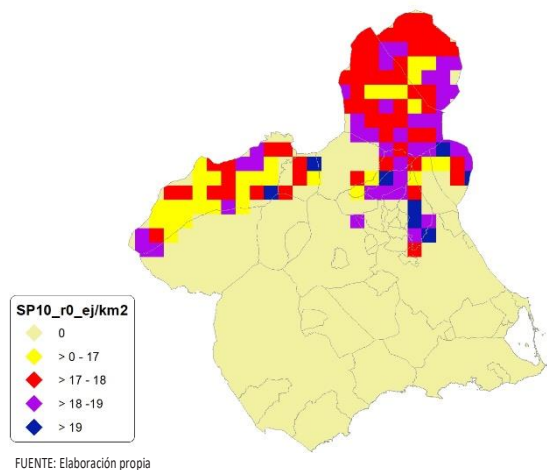 SP10_r0_ej/km2
0
> 0 - 17
> 17 - 18
> 18 -19
> 19
FUENTE: Elaboración propia